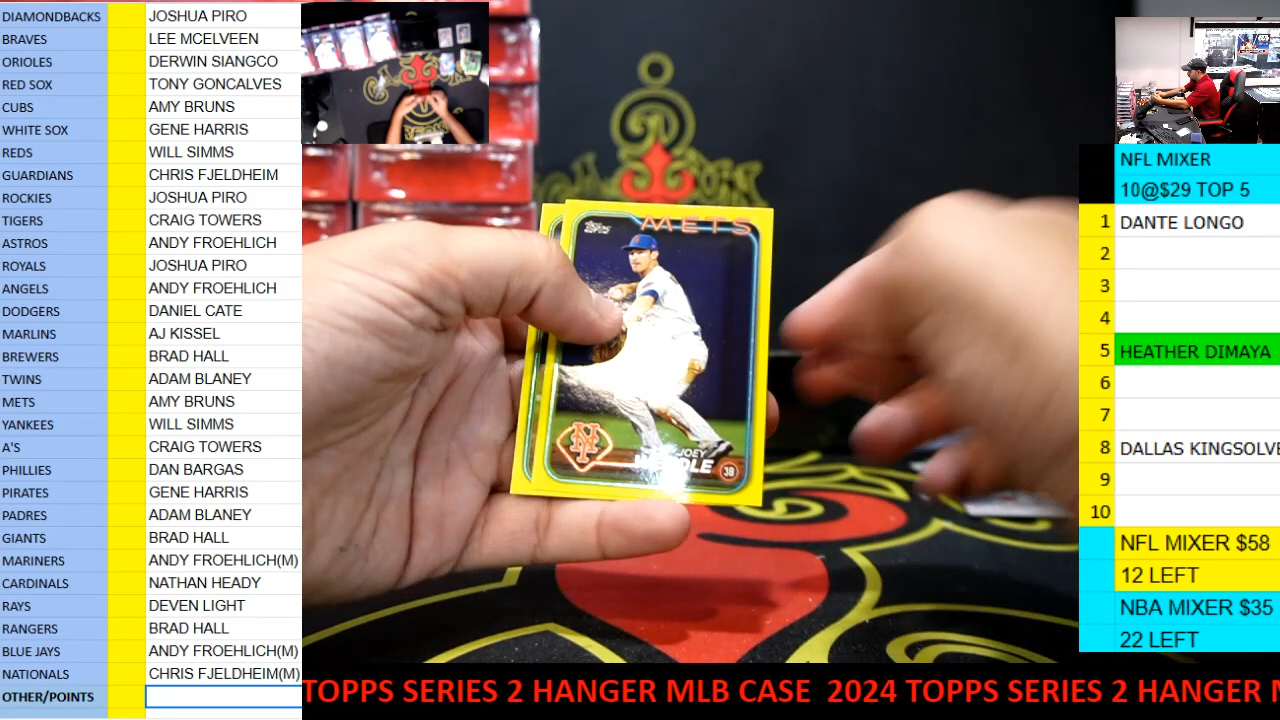 DIAMONDBACKS JOSHUA PIRO
BRAVES LEE MCELVEEN
ORIOLES DERWIN SIANGCO
RED SOX TONY GONCALVES
CUBS AMY BRUNS
WHITE SOX GENE HARRIS
REDS WILL SIMMS
GUARDIANS CHRIS FJELDHEIM
ROCKIES JOSHUA PIRO
TIGERS CRAIG TOWERS
ASTROS ANDY FROEHLICH
ROYALS JOSHUA PIRO
ANGELS ANDY FROEHLICH
DODGERS DANIEL CATE
MARLINS AJ KISSEL
BREWERS BRAD HALL
TWINS ADAM BLANEY
METS AMY BRUNS
YANKEES WILL SIMMS
A'S CRAIG TOWERS
PHILLIES DAN BARGAS
PIRATES GENE HARRIS
PADRES ADAM BLANEY
GIANTS BRAD HALL
MARINERS ANDY FROEHLICH(M)
CARDINALS NATHAN HEADY
RAYS DEVEN LIGHT
RANGERS BRAD HALL
BLUE JAYS ANDY FROEHLICH(M)
NATIONALS CHRIS FJELDHEIM(M)
OTHER/POINTS
Topps
METS
JOEY
3B
NFL MIXER
10@$29 TOP 5
1 DANTE LONGO
2
3
4
5 HEATHER DIMAYA
6
7
8 DALLAS KINGSOLVE
9
10
NFL MIXER $58
12 LEFT
NBA MIXER $35
22 LEFT
TOPPS SERIES 2 HANGER MLB CASE 2024 TOPPS SERIES 2 HANGER